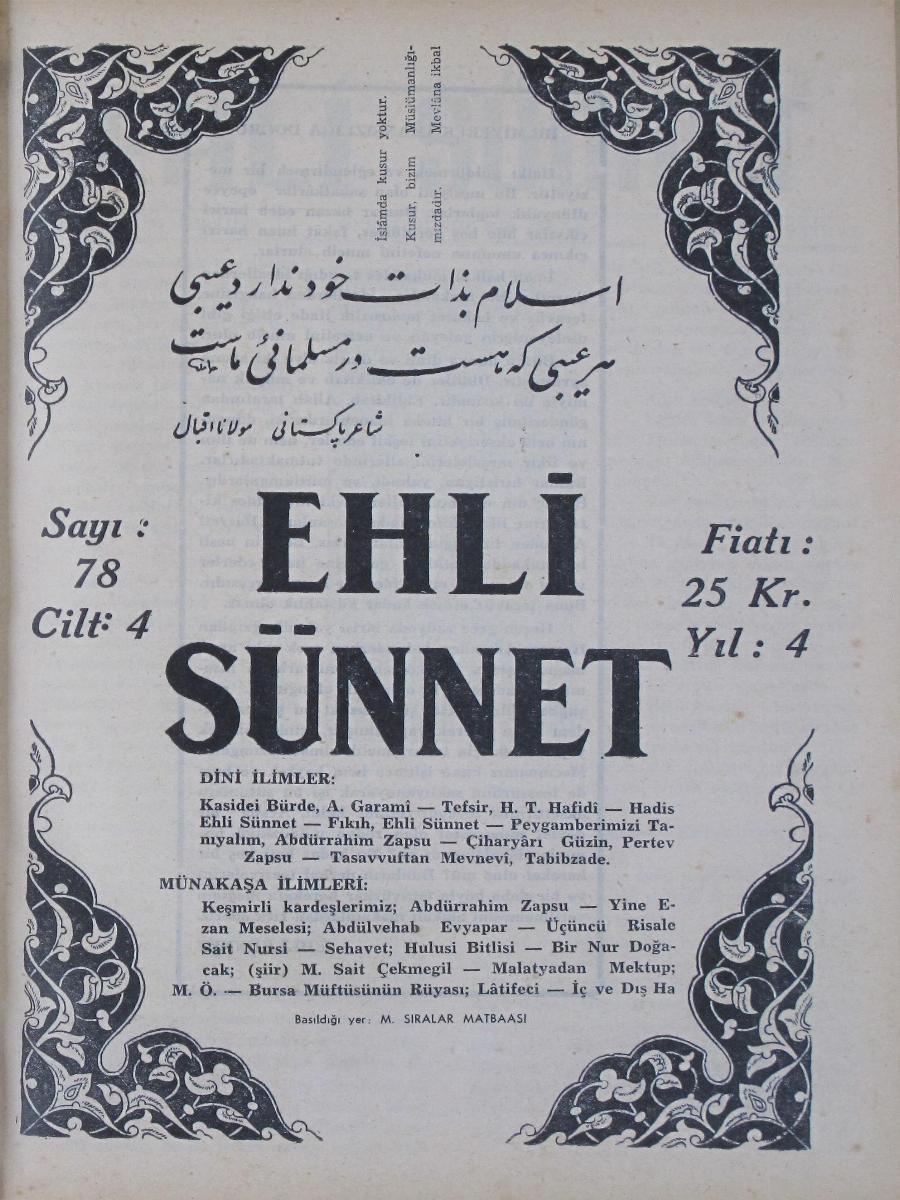 İslâmda kusur yoktur.
Kusur, bizim Müslümanlığı-
mızdadır. Mevlâna ikbal
اسلام بذات خود ندارد عیبی
هر عیبی که هست در مسلمانئ ماست
شاعر پاکستانی مولانا اقبال
EHLİ
SÜNNET
Sayı :
78
Cilt: 4
Fiatı :
25 Kr.
Yıl : 4
DİNİ İLİMLER:
Kasidei Bürde, A. Garamî — Tefsir, H. T. Hafidî — Hadis
Ehli Sünnet — Fıkıh, Ehli Sünnet — Peygamberimizi Ta-
nıyalım, Abdürrahim Zapsu — Çiharyârı Güzin, Pertev
Zapsu — Tasavvuftan Mevnevî, Tabibzade.
MÜNAKAŞA İLİMLERİ:
Keşmirli kardeşlerimiz; Abdürrahim Zapsu — Yine E-
zan Meselesi; Abdülvehab Evyapar — Üçüncü Risale
Sait Nursi — Sehavet; Hulusi Bitlisi — Bir Nur Doğa-
cak; (şiir) M. Sait Çekmegil — Malatyadan Mektup;
M. Ö. — Bursa Müftüsünün Rüyası; Lâtifeci — İç ve Dış Ha
Basıldığı yer: M. SIRALAR MATBAASI